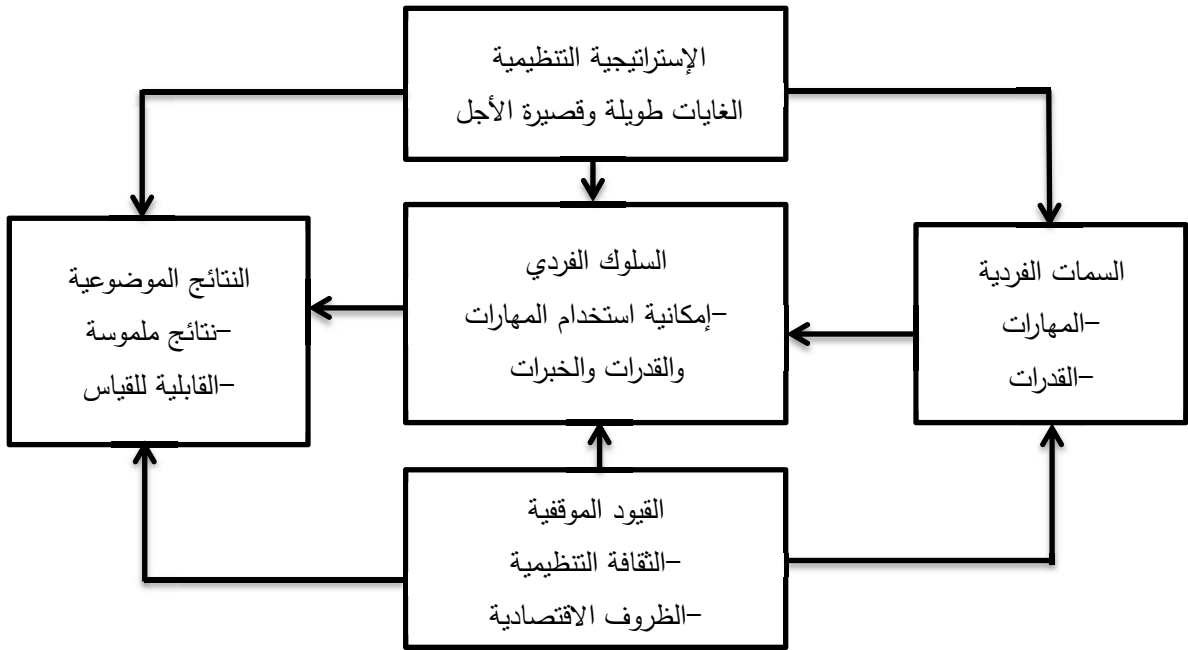 الإستراتيجية التنظيمية
الغايات طويلة وقصيرة الأجل
السمات الفردية
-المهارات
-القدرات
السلوك الفردي
-إمكانية استخدام المهارات
والقدرات والخبرات
النتائج الموضوعية
-نتائج ملموسة
-القابلية للقياس
القيود الموقفية
-الثقافة التنظيمية
-الظروف الاقتصادية